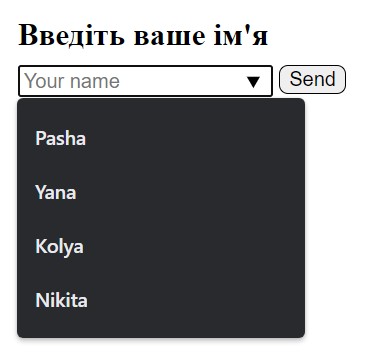 Введіть ваше ім'я
Your name ▼ Send
Pasha
Yana
Kolya
Nikita